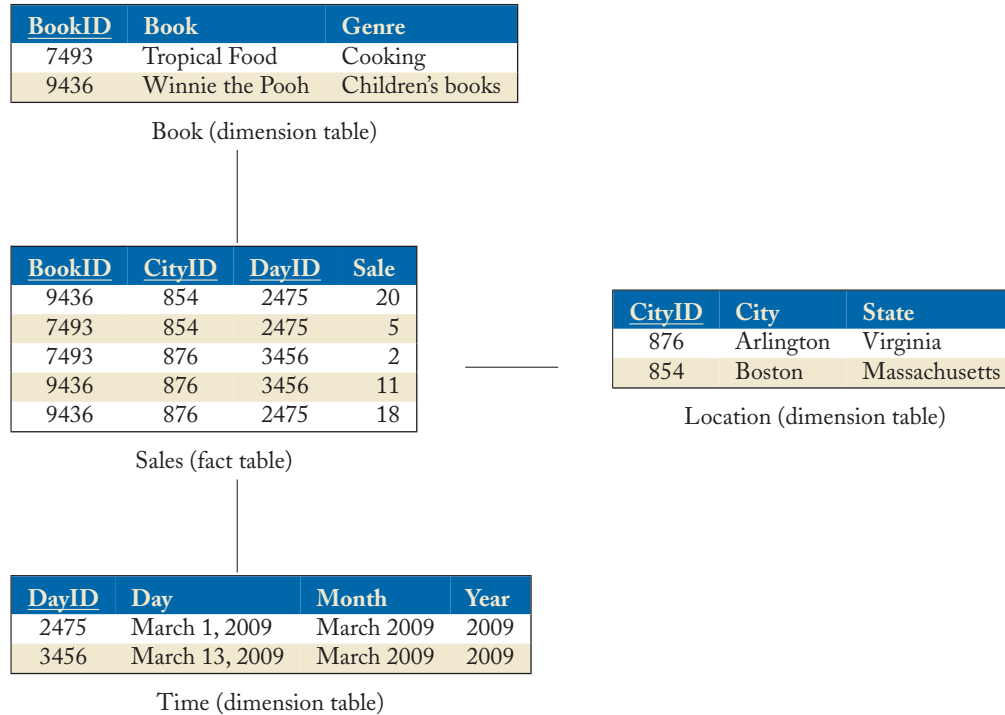 BookID Book Genre
7493 Tropical Food Cooking
9436 Winnie the Pooh Children's books
Book (dimension table)
BookID CityID DayID Sale
9436 854 2475 20
7493 854 2475 5
7493 876 3456 2
9436 876 3456 11
9436 876 2475 18
Sales (fact table)
CityID City State
876 Arlington Virginia
854 Boston Massachusetts
Location (dimension table)
DayID Day Month Year
2475 March 1, 2009 March 2009 2009
3456 March 13, 2009 March 2009 2009
Time (dimension table)